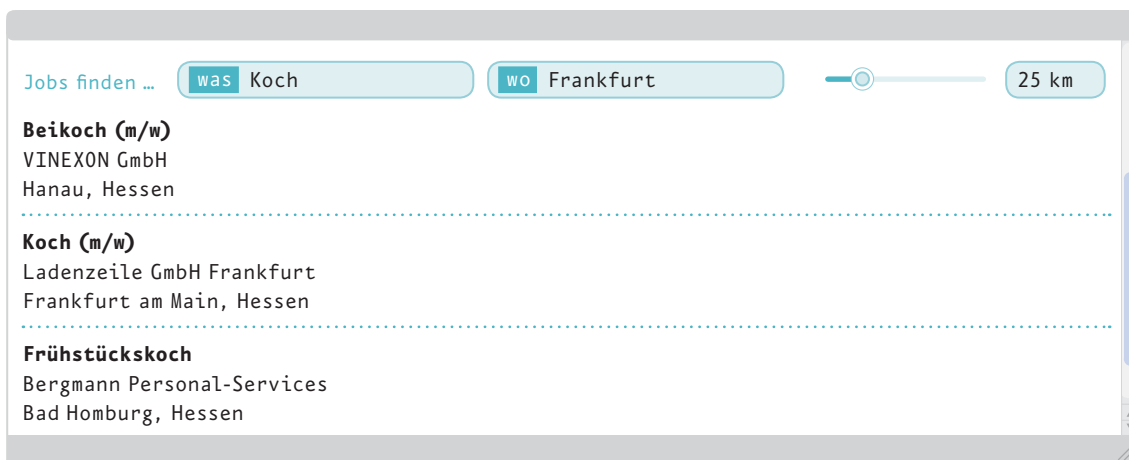 Jobs finden … was Koch wo Frankfurt 25 km
Beikoch (m/w)
VINEXON GmbH
Hanau, Hessen
Koch (m/w)
Ladenzeile GmbH Frankfurt
Frankfurt am Main, Hessen
Frühstückskoch
Bergmann Personal-Services
Bad Homburg, Hessen